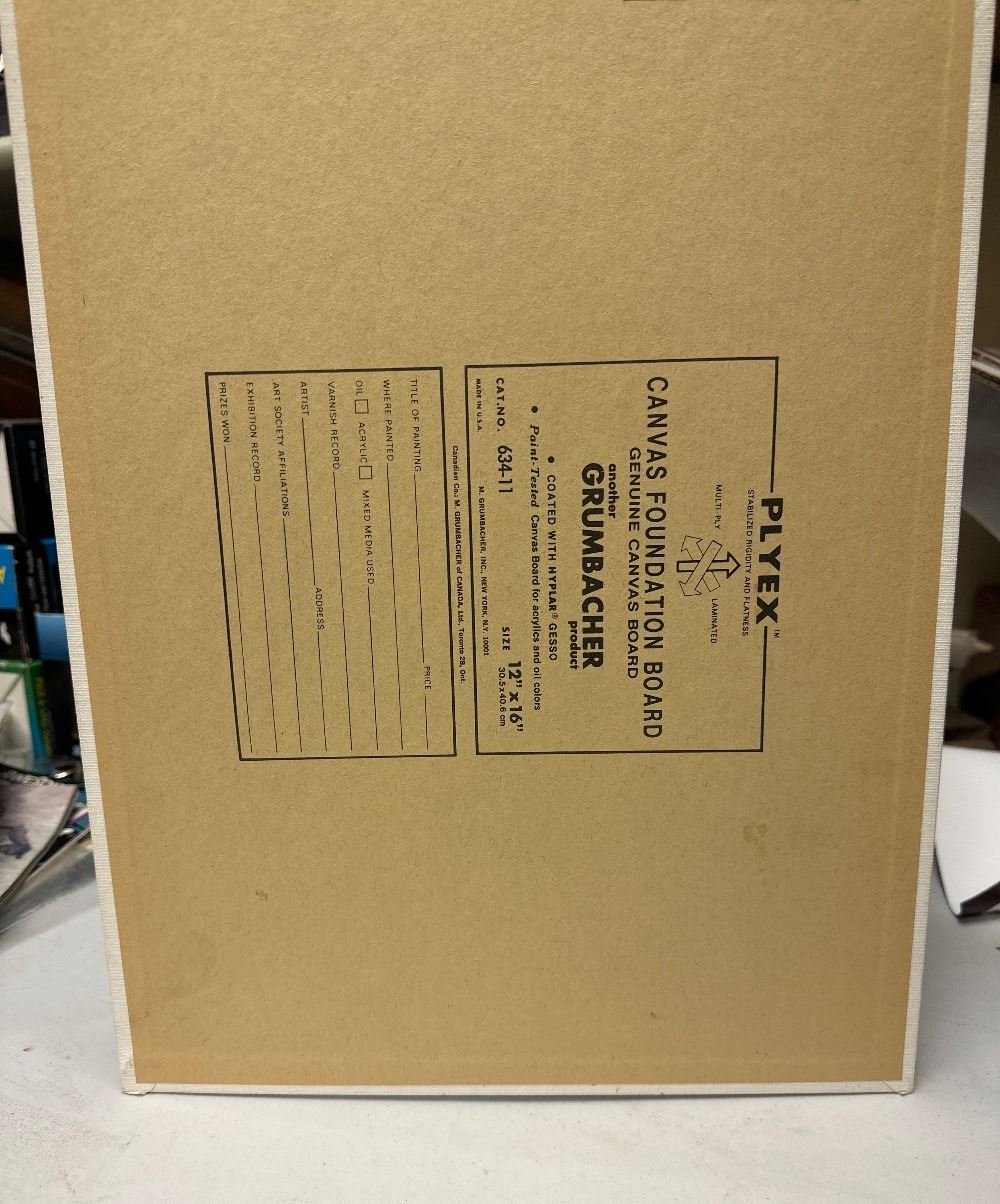 PLYEX™
STABILIZED RIGIDITY AND FLATNESS
MULTI-PLY LAMINATED
CANVAS FOUNDATION BOARD
GENUINE CANVAS BOARD
another
GRUMBACHER
product
• COATED WITH HYPLAR® GESSO
• Paint-Tested Canvas Board for acrylics and oil colors
CAT.NO. 634-11 SIZE 12" x 16"
30.5 x 40.6 cm
MADE IN U.S.A. M. GRUMBACHER, INC., NEW YORK, N.Y. 10001
Canadian Co.: M. GRUMBACHER of CANADA, Ltd., Toronto 28, Ont.
TITLE OF PAINTING PRICE
WHERE PAINTED
OIL ACRYLIC MIXED MEDIA USED
VARNISH RECORD
ARTIST ADDRESS
ART SOCIETY AFFILIATIONS
EXHIBITION RECORD
PRIZES WON